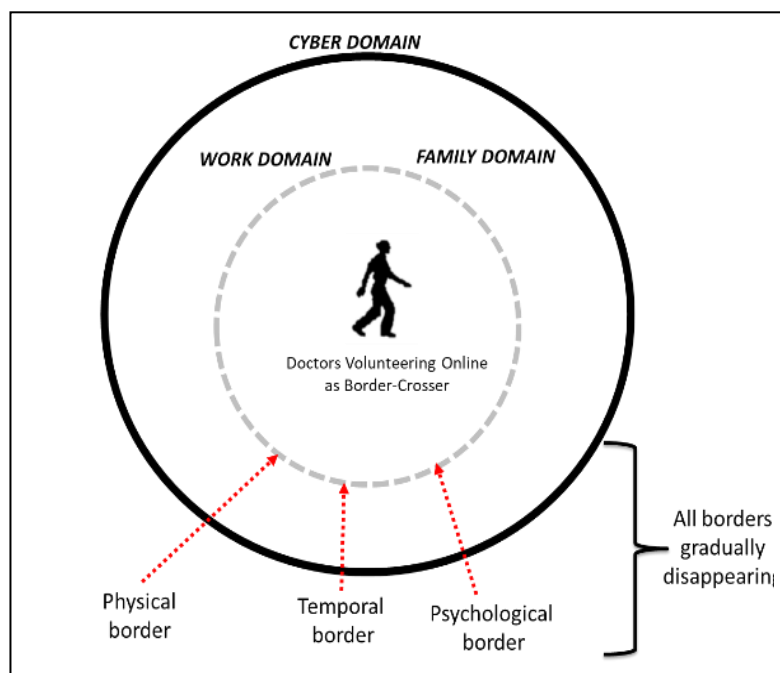 CYBER DOMAIN
WORK DOMAIN
FAMILY DOMAIN
Doctors Volunteering Online
as Border-Crosser
Physical
border
Temporal
border
Psychological
border
All borders
gradually
disappearing